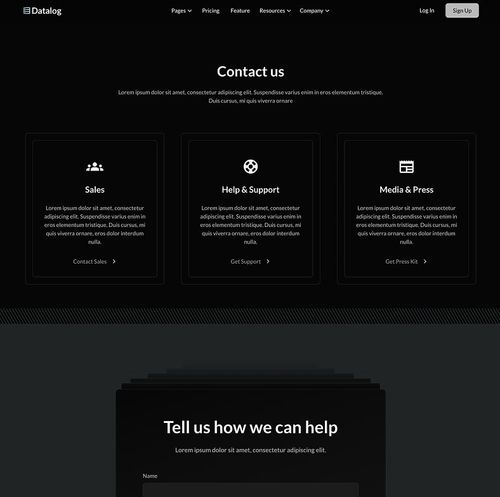 Datalog
Pages
Pricing
Feature
Resources
Company
Log In
Sign Up
Contact us
Lorem ipsum dolor sit amet, consectetur adipiscing elit. Suspendisse varius enim in eros elementum tristique.
Duis cursus, mi quis viverra ornare
Sales
Lorem ipsum dolor sit amet, consectetur
adipiscing elit. Suspendisse varius enim in
eros elementum tristique. Duis cursus, mi
quis viverra ornare, eros dolor interdum
nulla.
Contact Sales
Help & Support
Lorem ipsum dolor sit amet, consectetur
adipiscing elit. Suspendisse varius enim in
eros elementum tristique. Duis cursus, mi
quis viverra ornare, eros dolor interdum
nulla.
Get Support
Media & Press
Lorem ipsum dolor sit amet, consectetur
adipiscing elit. Suspendisse varius enim in
eros elementum tristique. Duis cursus, mi
quis viverra ornare, eros dolor interdum
nulla.
Get Press Kit
Tell us how we can help
Lorem ipsum dolor sit amet, consectetur adipiscing elit.
Name